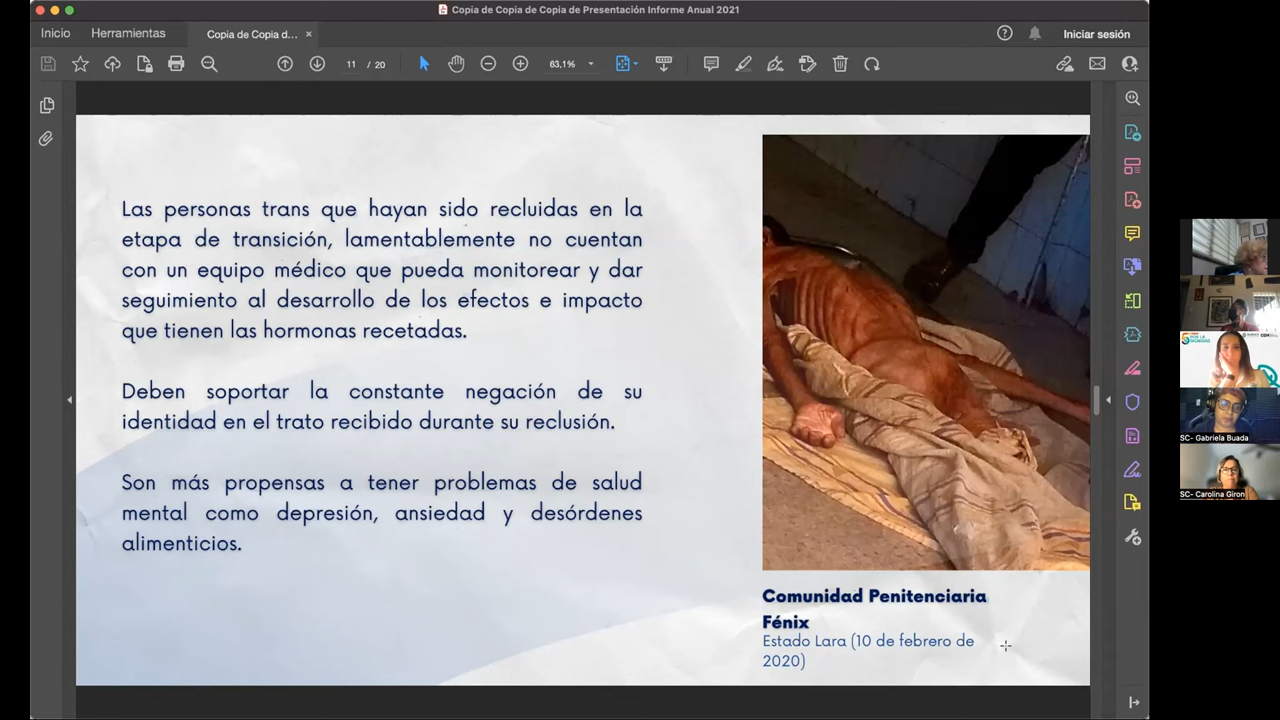 Copia de Copia de Copia de Presentación Informe Anual 2021
Inicio
Herramientas
Copia de Copia d...
Iniciar sesión
11 / 20
63,1%
Las personas trans que hayan sido recluidas en la
etapa de transición, lamentablemente no cuentan
con un equipo médico que pueda monitorear y dar
seguimiento al desarrollo de los efectos e impacto
que tienen las hormonas recetadas.
Deben soportar la constante negación de su
identidad en el trato recibido durante su reclusión.
Son más propensas a tener problemas de salud
mental como depresión, ansiedad y desórdenes
alimenticios.
Comunidad Penitenciaria
Fénix
Estado Lara (10 de febrero de
2020)
POR LA
DIGNIDAD
SC- Gabriela Buada
SC- Carolina Giron